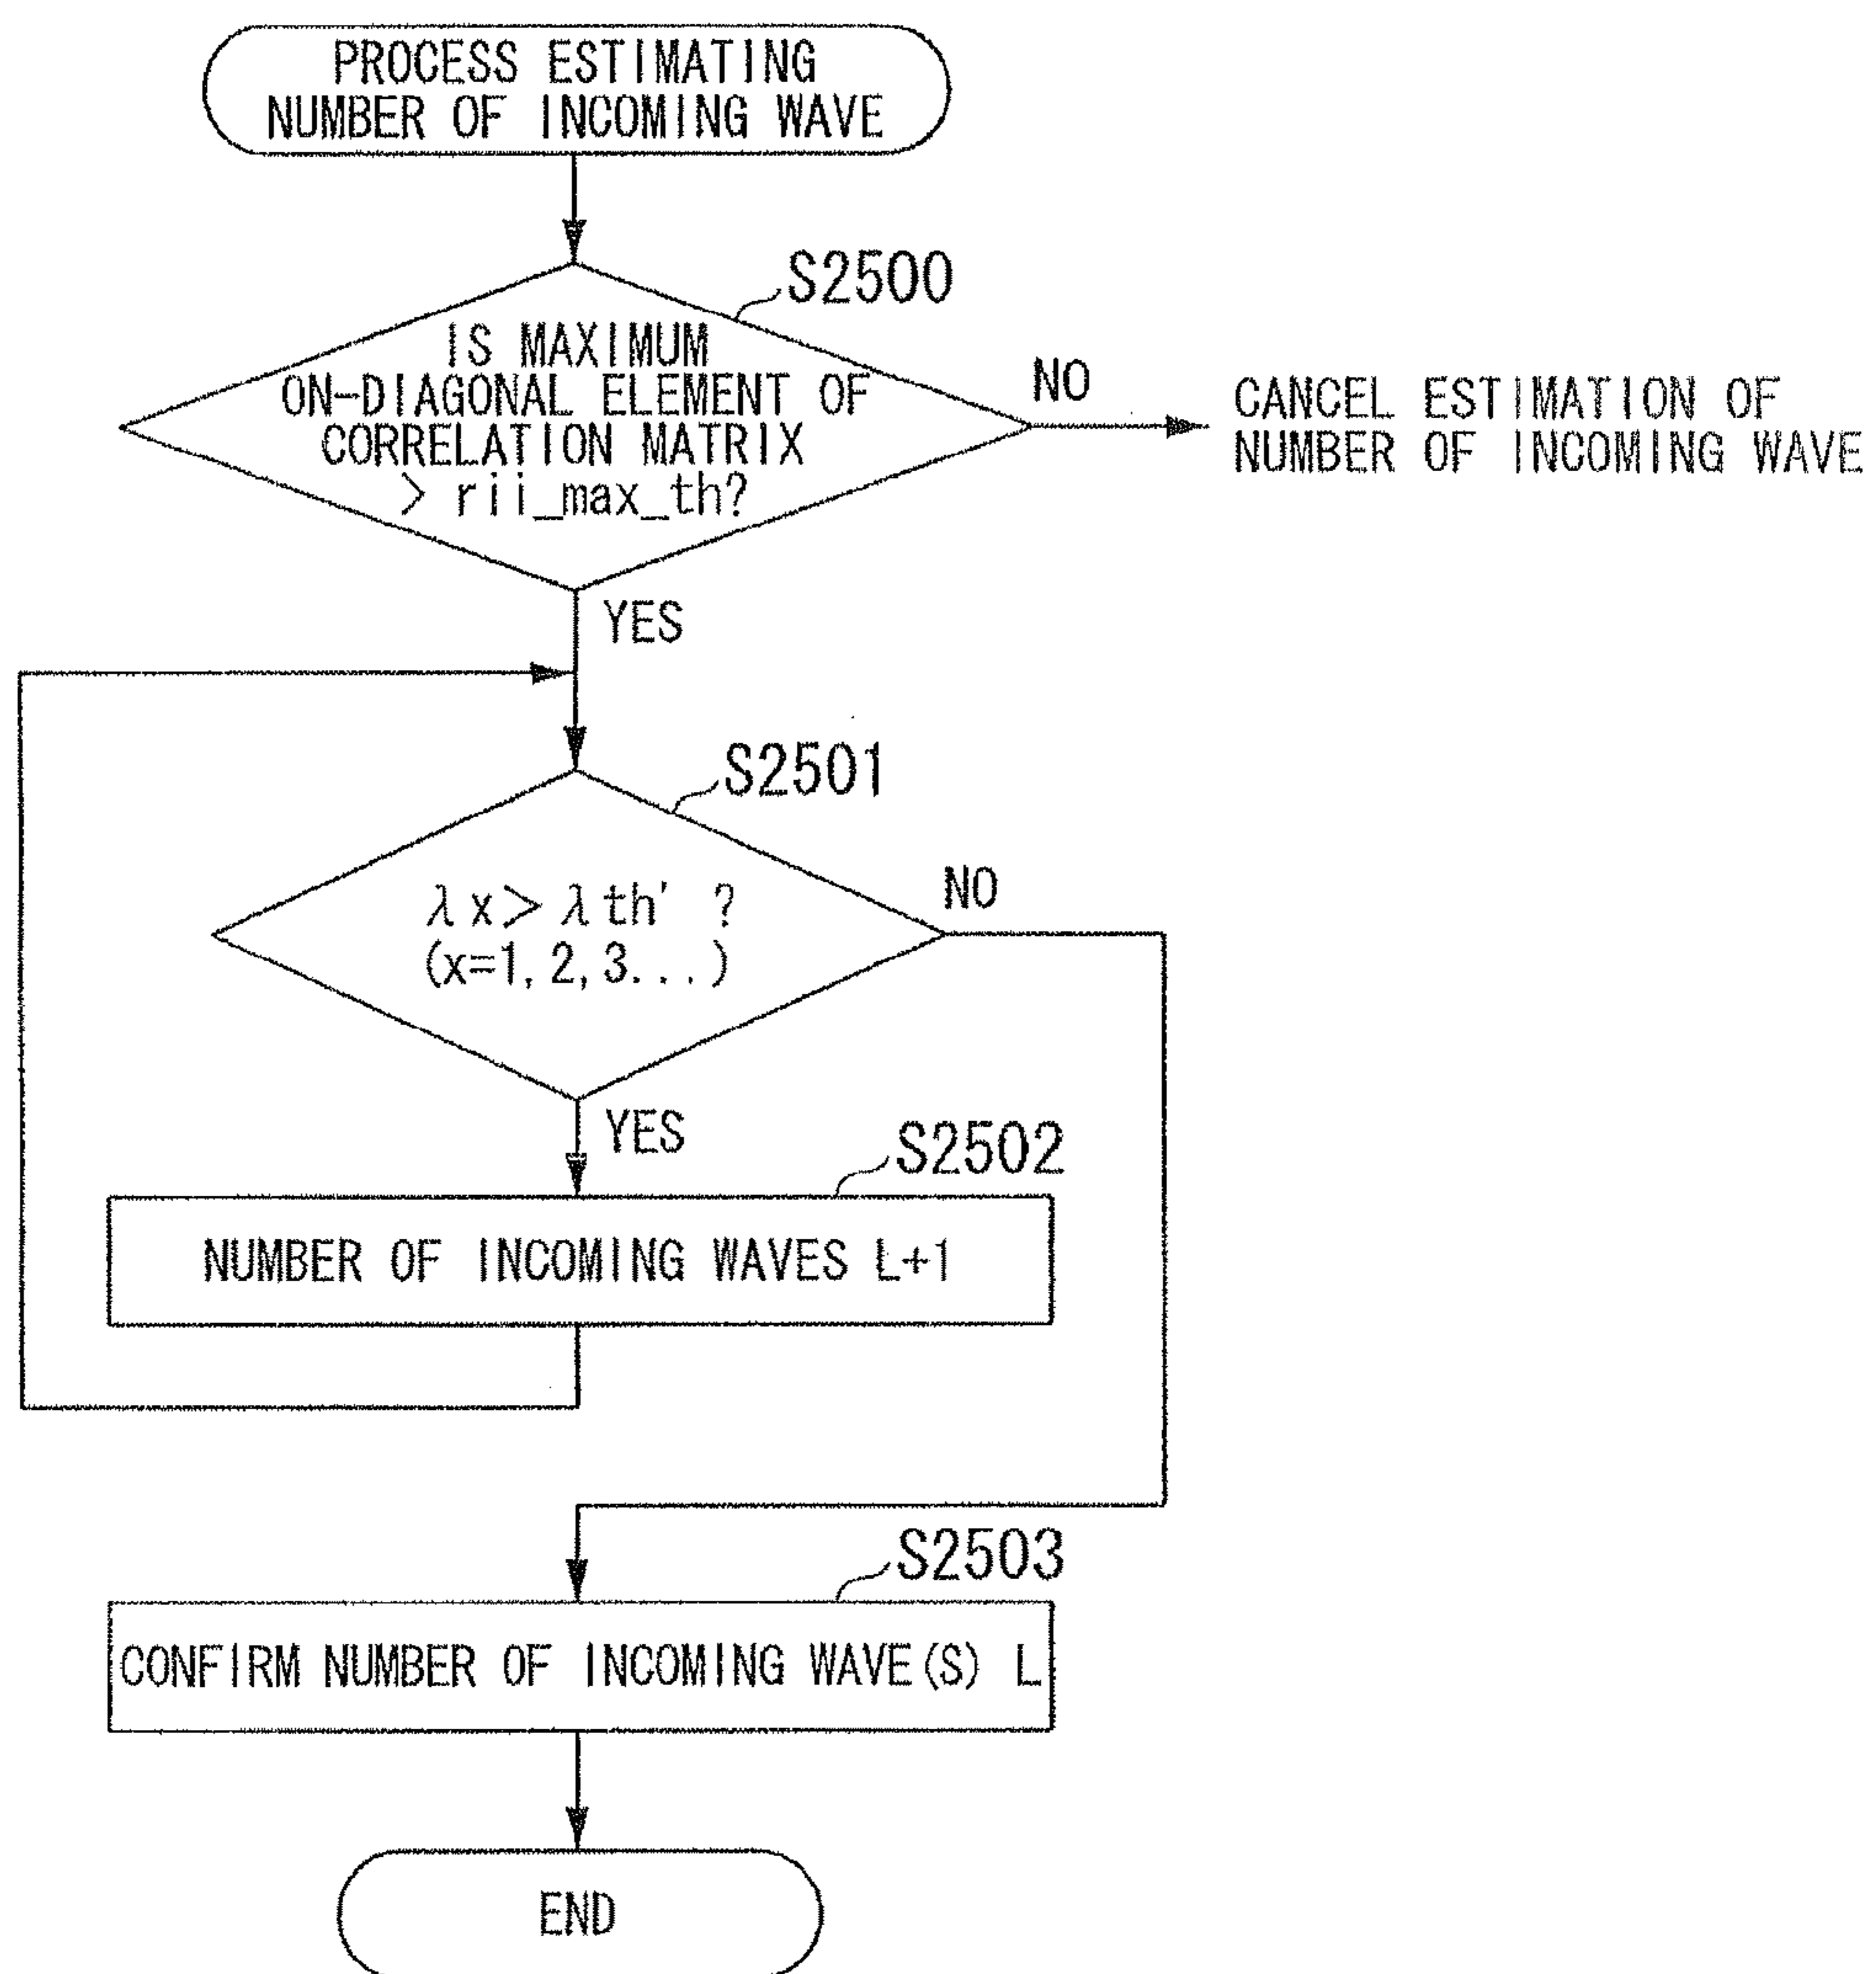 PROCESS ESTIMATING
NUMBER OF INCOMING WAVE
S2500
IS MAXIMUM
ON-DIAGONAL ELEMENT OF
CORRELATION MATRIX
> rii_max_th?
NO
CANCEL ESTIMATION OF
NUMBER OF INCOMING WAVE
YES
S2501
λx>λth' ?
(x=1,2,3...)
NO
YES
S2502
NUMBER OF INCOMING WAVES L+1
S2503
CONFIRM NUMBER OF INCOMING WAVE(S) L
END